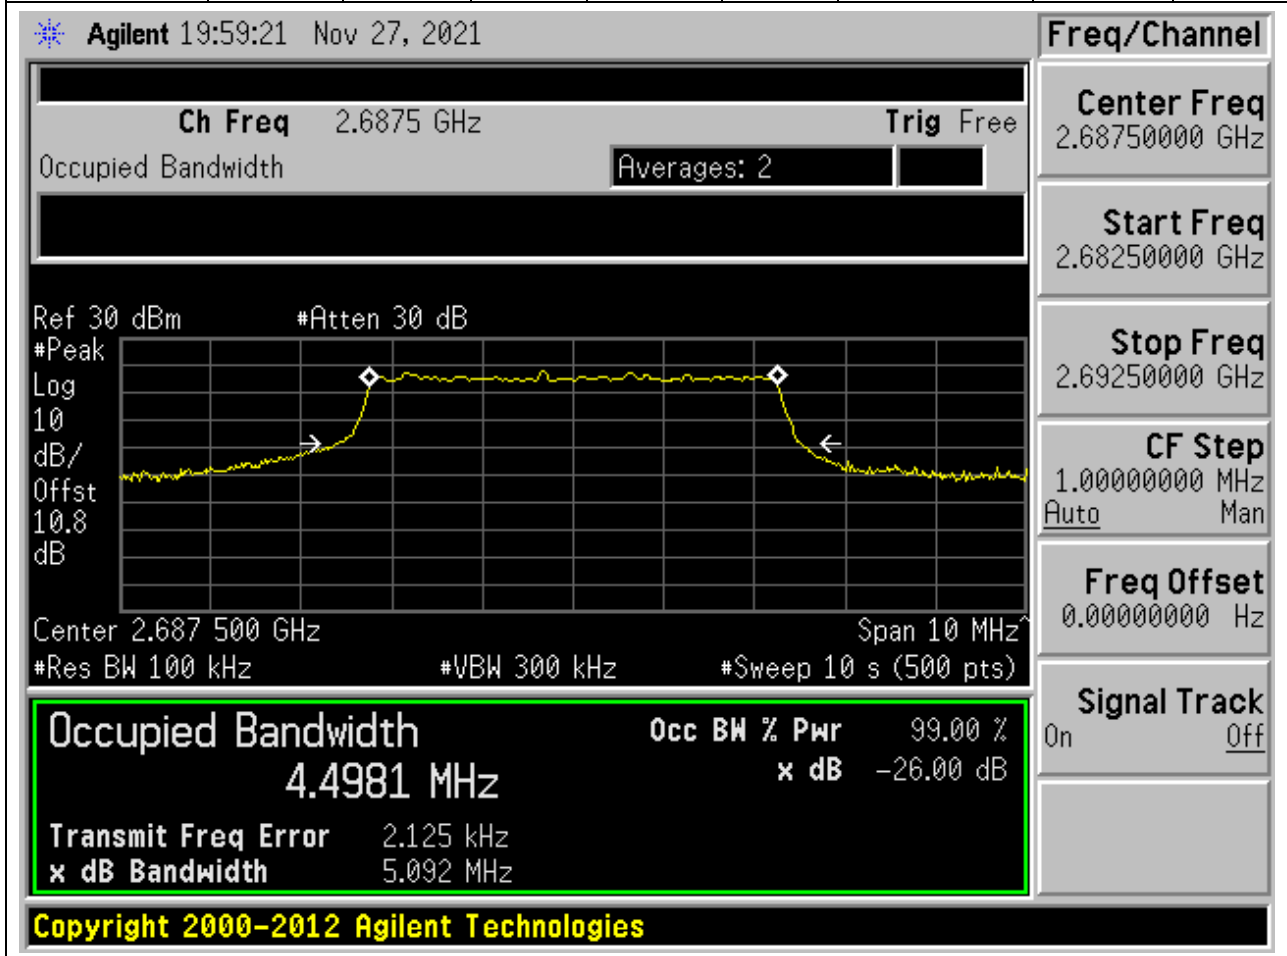 Agilent 19:59:21 Nov 27, 2021
Freq/Channel
Ch Freq 2.6875 GHz Trig Free
Occupied Bandwidth Averages: 2
Ref 30 dBm #Atten 30 dB
#Peak
Log
10
dB/
Offst
10.8
dB
Center 2.687 500 GHz Span 10 MHz^
#Res BW 100 kHz #VBW 300 kHz #Sweep 10 s (500 pts)
Occupied Bandwidth Occ BW % Pwr 99.00 %
4.4981 MHz x dB -26.00 dB
Transmit Freq Error 2.125 kHz
x dB Bandwidth 5.092 MHz
Copyright 2000-2012 Agilent Technologies
Center Freq
2.68750000 GHz
Start Freq
2.68250000 GHz
Stop Freq
2.69250000 GHz
CF Step
1.00000000 MHz
Auto Man
Freq Offset
0.00000000 Hz
Signal Track
On Off